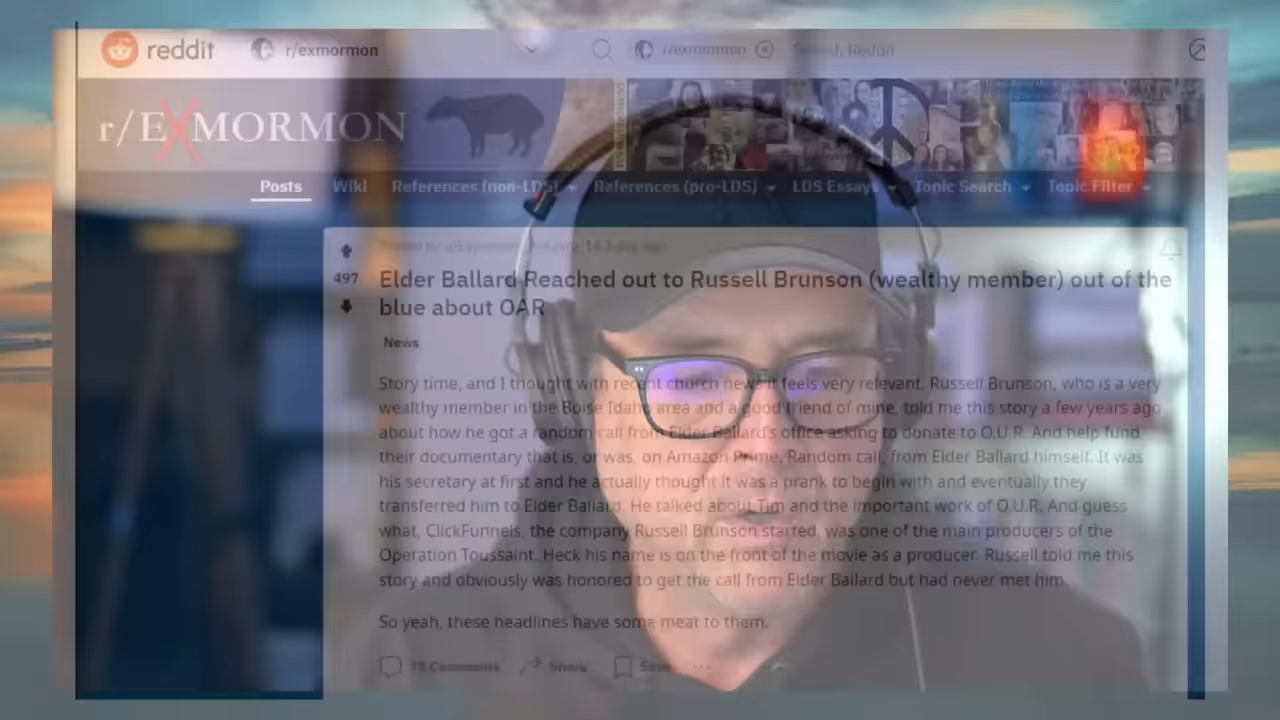 reddit r/exmormon r/exmormon Search Reddit
r/EXMORMON
Posts Wiki References (non-LDS) References (pro-LDS) LDS Essays Topic Search Topic Filter
497
Elder Ballard Reached out to Russell Brunson (wealthy member) out of the
blue about OAR
News
Story time, and I thought with recent church news it feels very relevant. Russell Brunson, who is a very
wealthy member in the Boise Idaho area and a good friend of mine, told me this story a few years ago
about how he got a random call from Elder Ballard's office asking to donate to O.U.R. And help fund
their documentary that is, or was, on Amazon Prime. Random call, from Elder Ballard himself. It was
his secretary at first and he actually thought it was a prank to begin with and eventually they
transferred him to Elder Ballard. He talked about Tim and the important work of O.U.R. And guess
what, ClickFunnels, the company Russell Brunson started, was one of the main producers of the
Operation Toussaint. Heck his name is on the front of the movie as a producer. Russell told me this
story and obviously was honored to get the call from Elder Ballard but had never met him.
So yeah, these headlines have some meat to them.
Comments Share Save